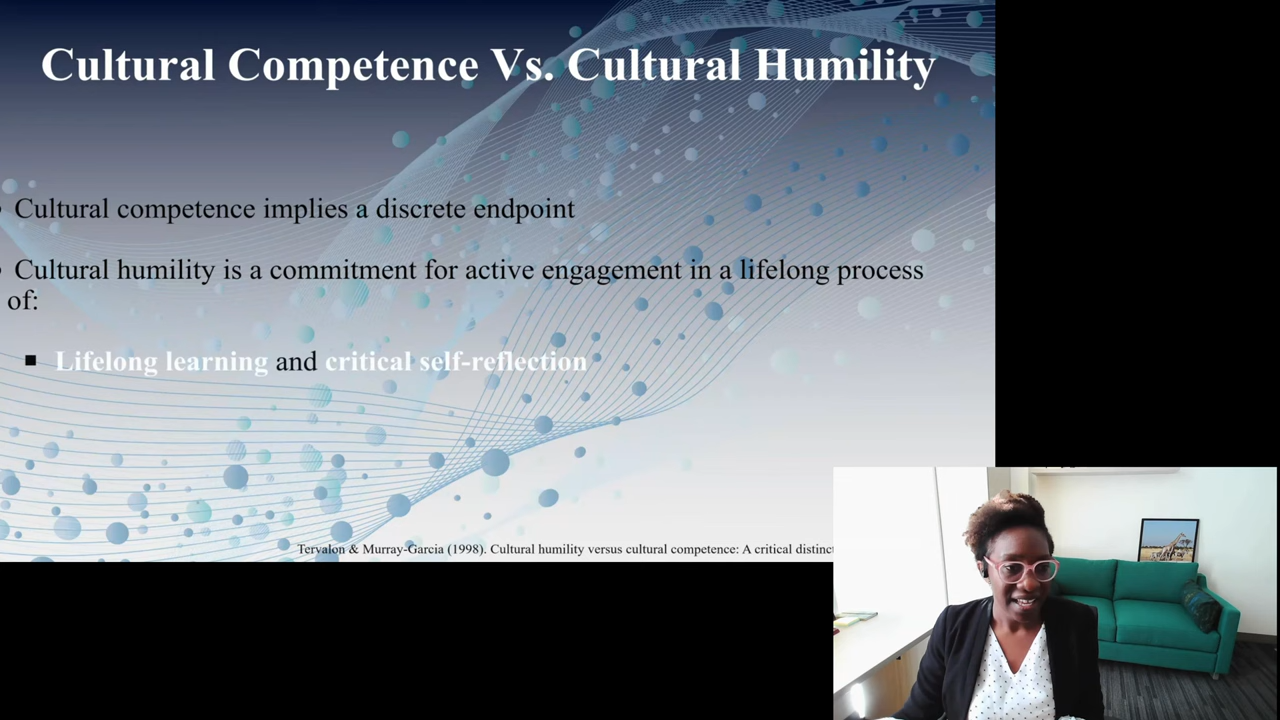 Cultural Competence Vs. Cultural Humility
Cultural competence implies a discrete endpoint
Cultural humility is a commitment for active engagement in a lifelong process
of:
Lifelong learning and critical self-reflection
Tervalon & Murray-Garcia (1998). Cultural humility versus cultural competence: A critical